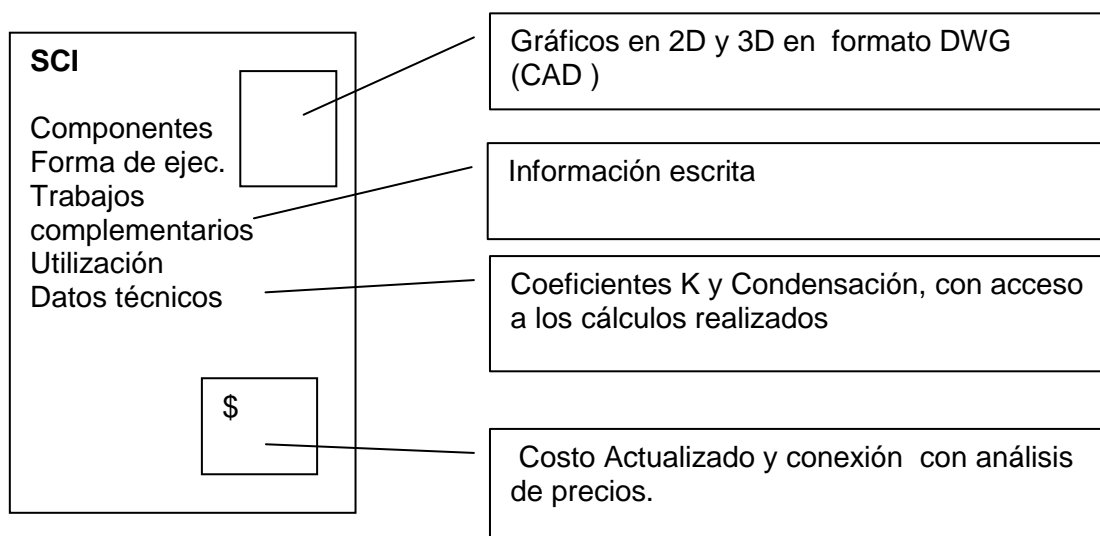 SCI
Componentes
Forma de ejec.
Trabajos
complementarios
Utilización
Datos técnicos
$
Gráficos en 2D y 3D en formato DWG
(CAD )
Información escrita
Coeficientes K y Condensación, con acceso
a los cálculos realizados
Costo Actualizado y conexión con análisis
de precios.